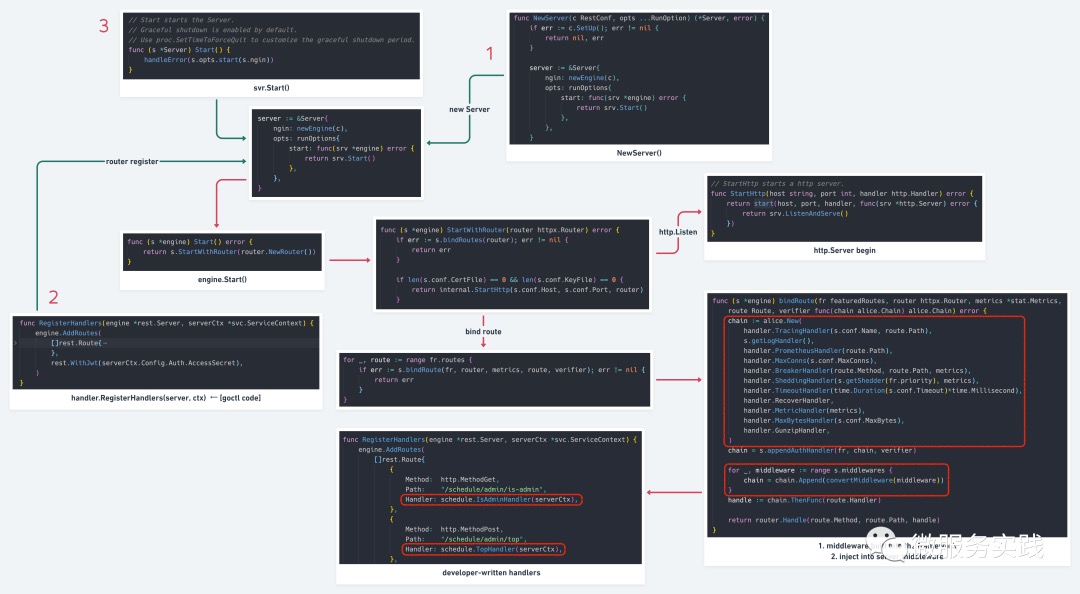 3
// Start starts the Server.
// Graceful shutdown is enabled by default.
// Use proc.SetTimeToForceQuit to customize the graceful shutdown period.
func (s *Server) Start() {
handleError(s.opts.start(s.ngin))
}
svr.Start()
1
func NewServer(c RestConf, opts ...RunOption) (*Server, error) {
if err := c.SetUp(); err != nil {
return nil, err
}
server := &Server{
ngin: newEngine(c),
opts: runOptions{
start: func(srv *engine) error {
return srv.Start()
},
},
}
NewServer()
new Server
server := &Server{
ngin: newEngine(c),
opts: runOptions{
start: func(srv *engine) error {
return srv.Start()
},
},
}
router register
func (s *engine) Start() error {
return s.StartWithRouter(router.NewRouter())
}
engine.Start()
func (s *engine) StartWithRouter(router httpx.Router) error {
if err := s.bindRoutes(router); err != nil {
return err
}
if len(s.conf.CertFile) == 0 && len(s.conf.KeyFile) == 0 {
return internal.StartHttp(s.conf.Host, s.conf.Port, router)
}
http.Listen
// StartHttp starts a http server.
func StartHttp(host string, port int, handler http.Handler) error {
return start(host, port, handler, func(srv *http.Server) error {
return srv.ListenAndServe()
})
}
http.Server begin
2
func RegisterHandlers(engine *rest.Server, serverCtx *svc.ServiceContext) {
engine.AddRoutes(
[]rest.Route{
},
rest.WithJwt(serverCtx.Config.Auth.AccessSecret),
)
}
handler.RegisterHandlers(server, ctx) ← [goctl code]
bind route
for _, route := range fr.routes {
if err := s.bindRoute(fr, router, metrics, route, verifier); err != nil {
return err
}
}
func (s *engine) bindRoute(fr featuredRoutes, router httpx.Router, metrics *stat.Metrics,
route Route, verifier func(chain alice.Chain) alice.Chain) error {
chain := alice.New(
handler.TracingHandler(s.conf.Name, route.Path),
s.getLogHandler(),
handler.PrometheusHandler(route.Path),
handler.MaxConns(s.conf.MaxConns),
handler.BreakerHandler(route.Method, route.Path, metrics),
handler.SheddingHandler(s.getShedder(fr.priority), metrics),
handler.TimeoutHandler(time.Duration(s.conf.Timeout)*time.Millisecond),
handler.RecoverHandler,
handler.MetricHandler(metrics),
handler.MaxBytesHandler(s.conf.MaxBytes),
handler.GunzipHandler,
)
chain = s.appendAuthHandler(fr, chain, verifier)
for _, middleware := range s.middlewares {
chain = chain.Append(convertMiddleware(middleware))
}
handle := chain.ThenFunc(route.Handler)
return router.Handle(route.Method, route.Path, handle)
}
1. middleware
2. inject into
微服务实践
func RegisterHandlers(engine *rest.Server, serverCtx *svc.ServiceContext) {
engine.AddRoutes(
[]rest.Route{
{
Method: http.MethodGet,
Path: "/schedule/admin/is-admin",
Handler: schedule.IsAdminHandler(serverCtx),
},
{
Method: http.MethodPost,
Path: "/schedule/admin/top",
Handler: schedule.TopHandler(serverCtx),
},
developer-written handlers